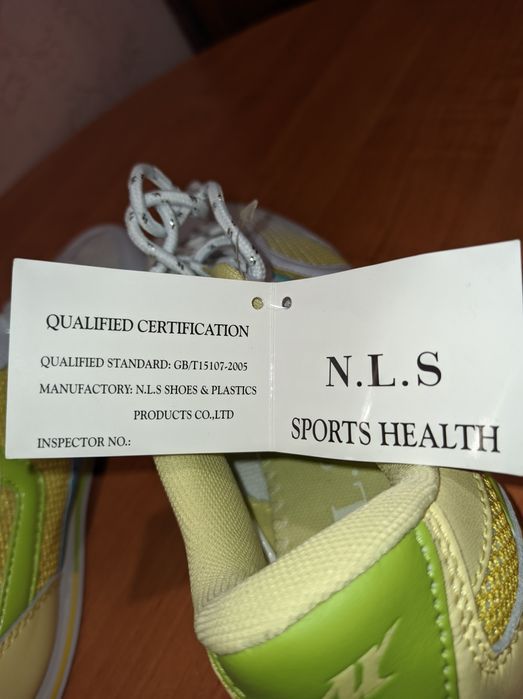 QUALIFIED CERTIFICATION
QUALIFIED STANDARD: GB/T15107-2005
MANUFACTORY: N.L.S SHOES & PLASTICS
PRODUCTS CO.,LTD
INSPECTOR NO.:
N.L.S
SPORTS HEALTH